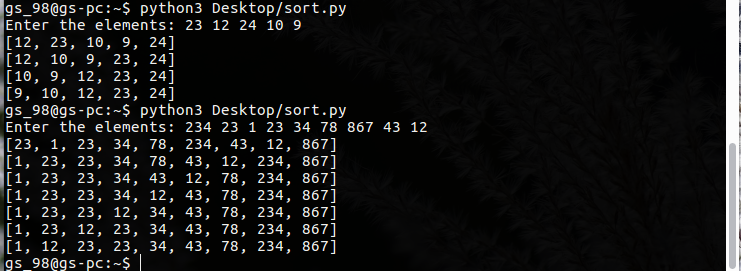 gs_98@gs-pc:~$ python3 Desktop/sort.py
Enter the elements: 23 12 24 10 9
[12, 23, 10, 9, 24]
[12, 10, 9, 23, 24]
[10, 9, 12, 23, 24]
[9, 10, 12, 23, 24]
gs_98@gs-pc:~$ python3 Desktop/sort.py
Enter the elements: 234 23 1 23 34 78 867 43 12
[23, 1, 23, 34, 78, 234, 43, 12, 867]
[1, 23, 23, 34, 78, 43, 12, 234, 867]
[1, 23, 23, 34, 43, 12, 78, 234, 867]
[1, 23, 23, 34, 12, 43, 78, 234, 867]
[1, 23, 23, 12, 34, 43, 78, 234, 867]
[1, 23, 12, 23, 34, 43, 78, 234, 867]
[1, 12, 23, 23, 34, 43, 78, 234, 867]
gs_98@gs-pc:~$